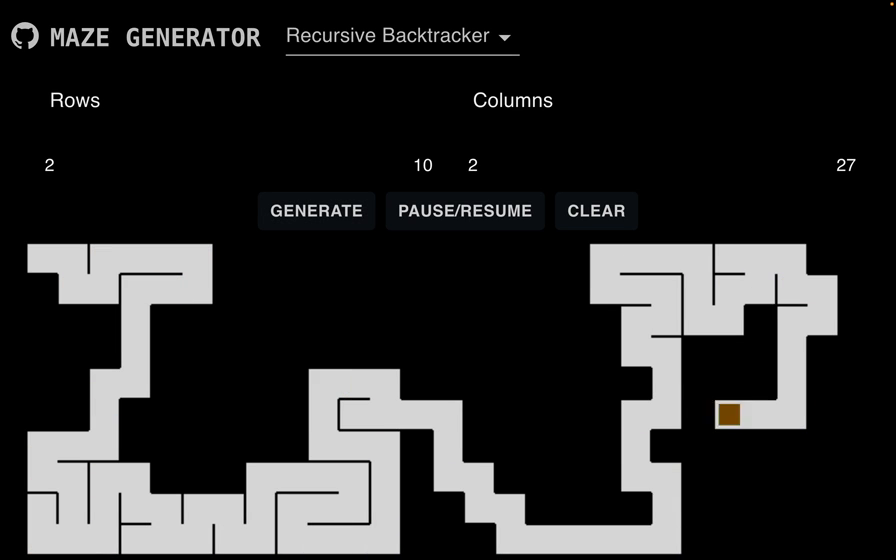 MAZE GENERATOR Recursive Backtracker
Rows Columns
2 10 2 27
GENERATE PAUSE/RESUME CLEAR